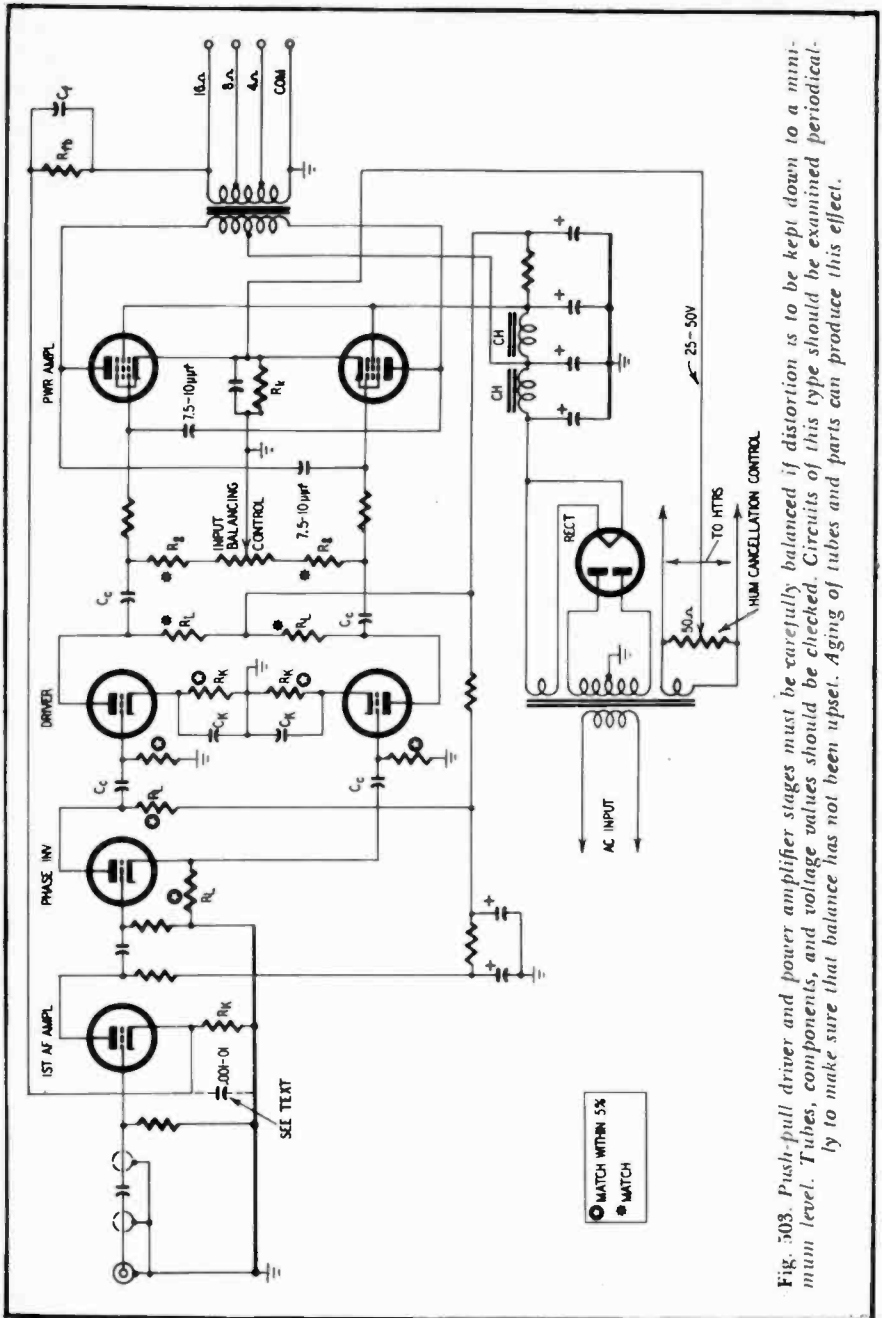 16Ω
8Ω
4Ω
COM
Cf
Rfb
PWR AMPL
7.5-10µµf
Rk
7.5-10µµf
INPUT
BALANCING
CONTROL
Rg
Rg
Cc
Cc
RL
RL
DRIVER
RK
RK
CK
CK
Cc
RL
PHASE INV
RL
1ST AF AMPL
RK
.001-01
SEE TEXT
CH
CH
25-50V
RECT
TO HTRS
50Ω
HUM CANCELLATION CONTROL
AC INPUT
MATCH WITHIN 5%
* MATCH
Fig. 503. Push-pull driver and power amplifier stages must be carefully balanced if distortion is to be kept down to a mini-
mum level. Tubes, components, and voltage values should be checked. Circuits of this type should be examined periodical-
ly to make sure that balance has not been upset. Aging of tubes and parts can produce this effect.